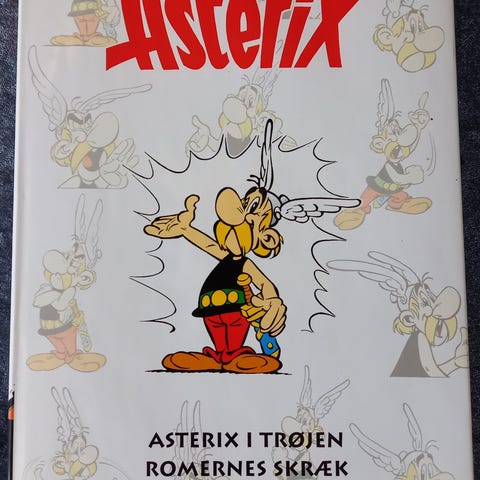 Asterix
ASTERIX I TRØJEN
ROMERNES SKRÆK